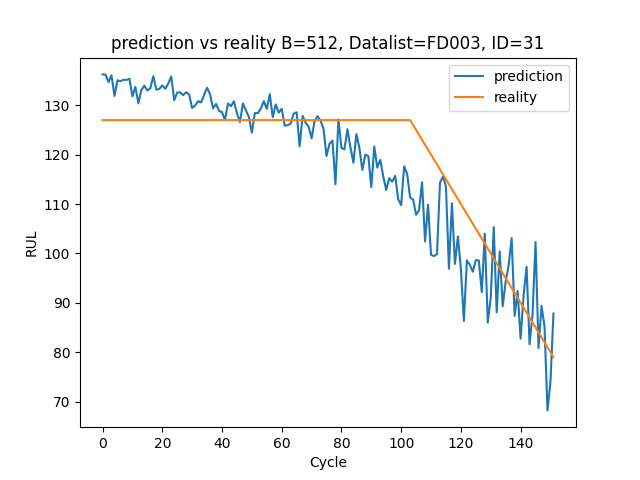 prediction vs reality B=512, Datalist=FD003, ID=31
prediction
reality
RUL
130
120
110
100
90
80
70
0 20 40 60 80 100 120 140
Cycle